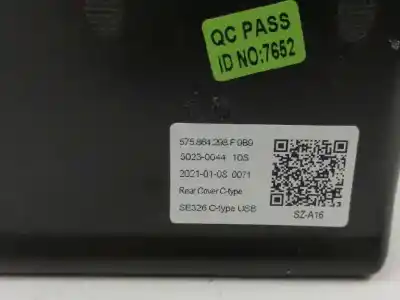 QC PASS
ID NO:7652
575.864.298.F 9B9
5023-0044 10S
2021-01-08 0071
Rear Cover C-type
SE326 C-type USB
SZ-A16